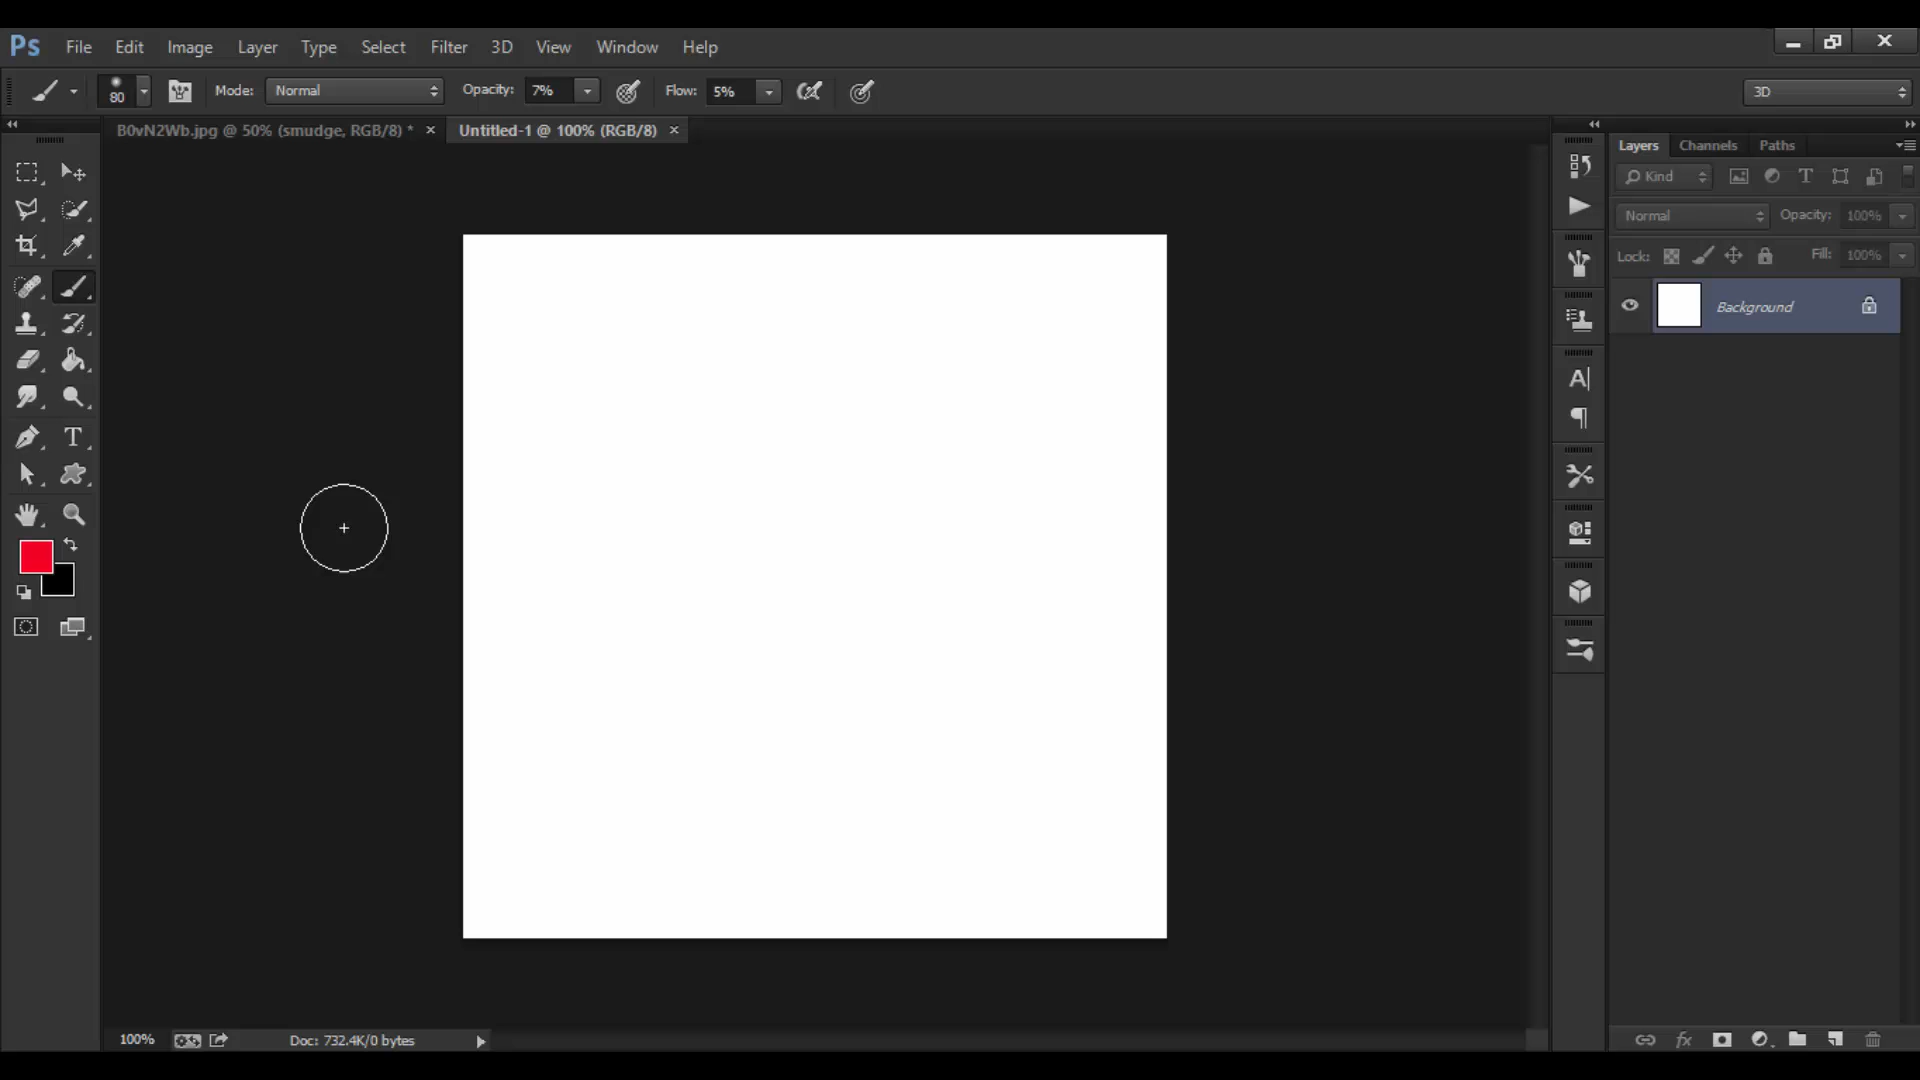 Ps File Edit Image Layer Type Select Filter 3D View Window Help
80 Mode: Normal Opacity: 7% Flow: 5% 3D
B0vN2Wb.jpg @ 50% (smudge, RGB/8) * × Untitled-1 @ 100% (RGB/8) ×
Layers Channels Paths
Kind
Normal Opacity: 100%
Lock: Fill: 100%
Background
100% Doc: 732.4K/0 bytes